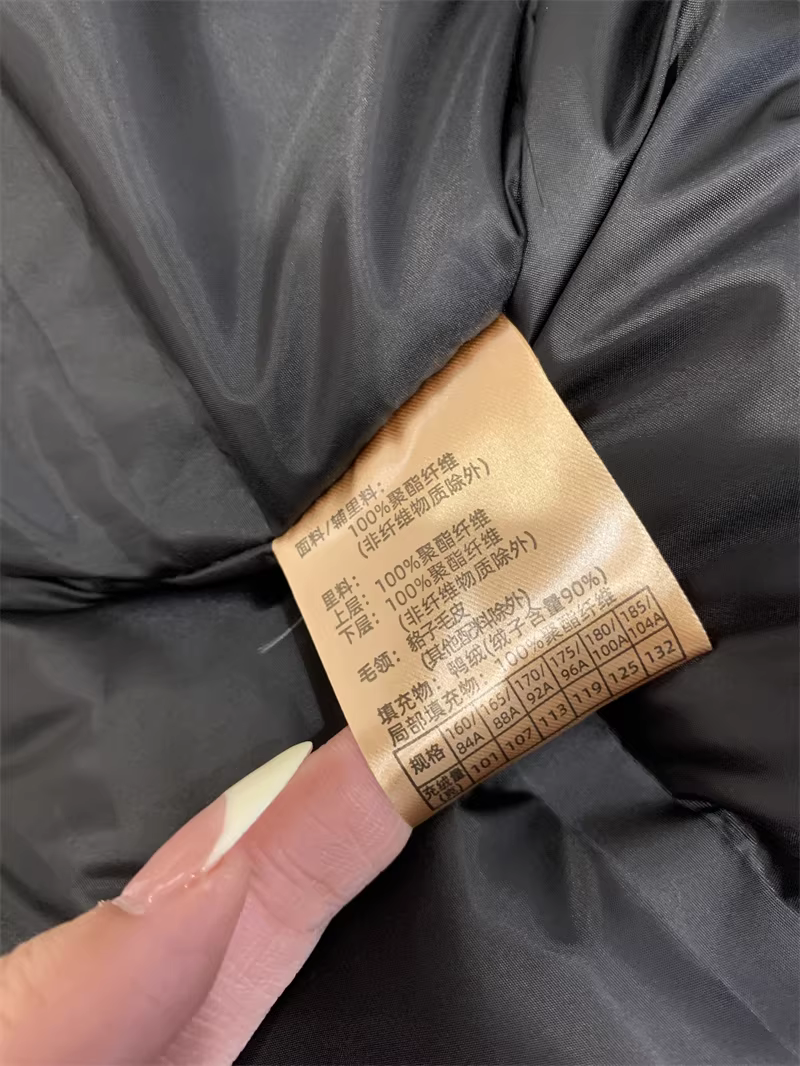 面料/辅里料：
100%聚酯纤维
(非纤维物质除外)
里料：
上层：100%聚酯纤维
下层：100%聚酯纤维
(非纤维物质除外)
毛领：貉子毛皮
(其他配料除外)
填充物：鸭绒(绒子含量90%)
局部填充物：100%聚酯纤维
规格 160/84A 165/88A 170/92A 175/96A 180/100A 185/104A
充绒量(克) 101 107 113 119 125 132